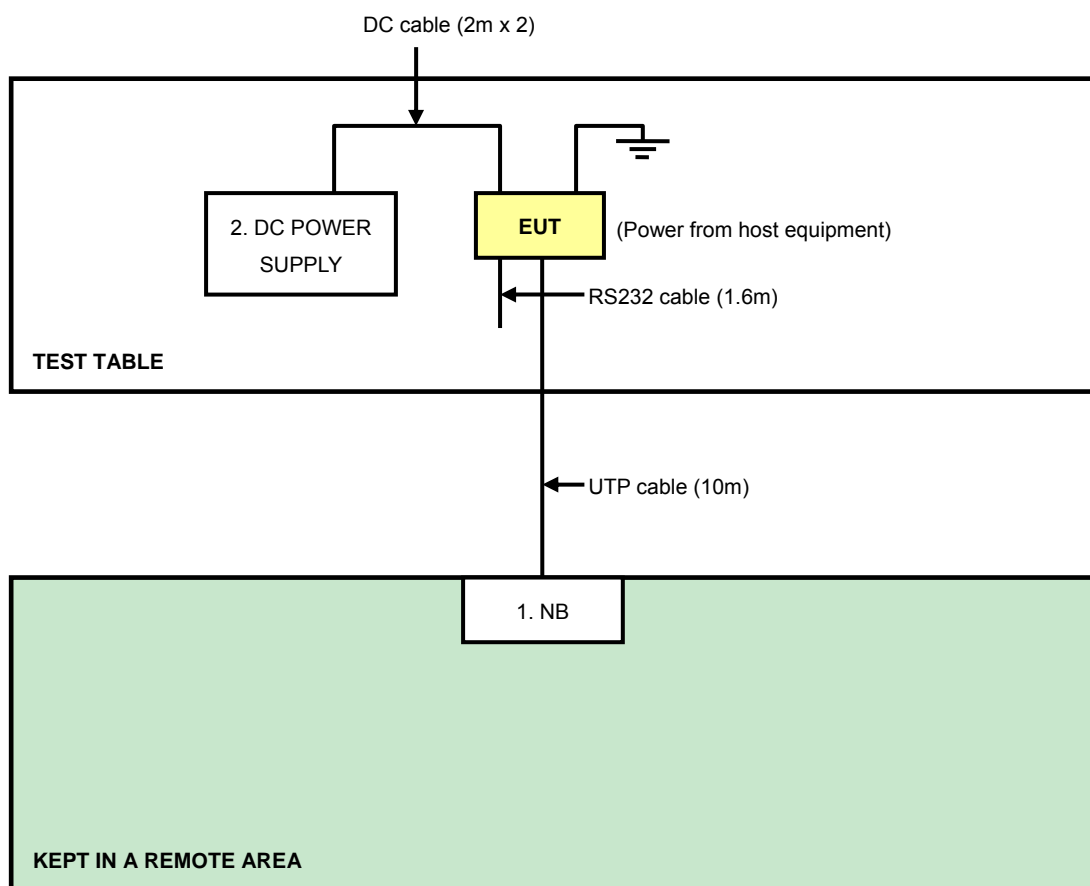 DC cable (2m x 2)
2. DC POWER
SUPPLY
EUT
(Power from host equipment)
RS232 cable (1.6m)
TEST TABLE
UTP cable (10m)
1. NB
KEPT IN A REMOTE AREA